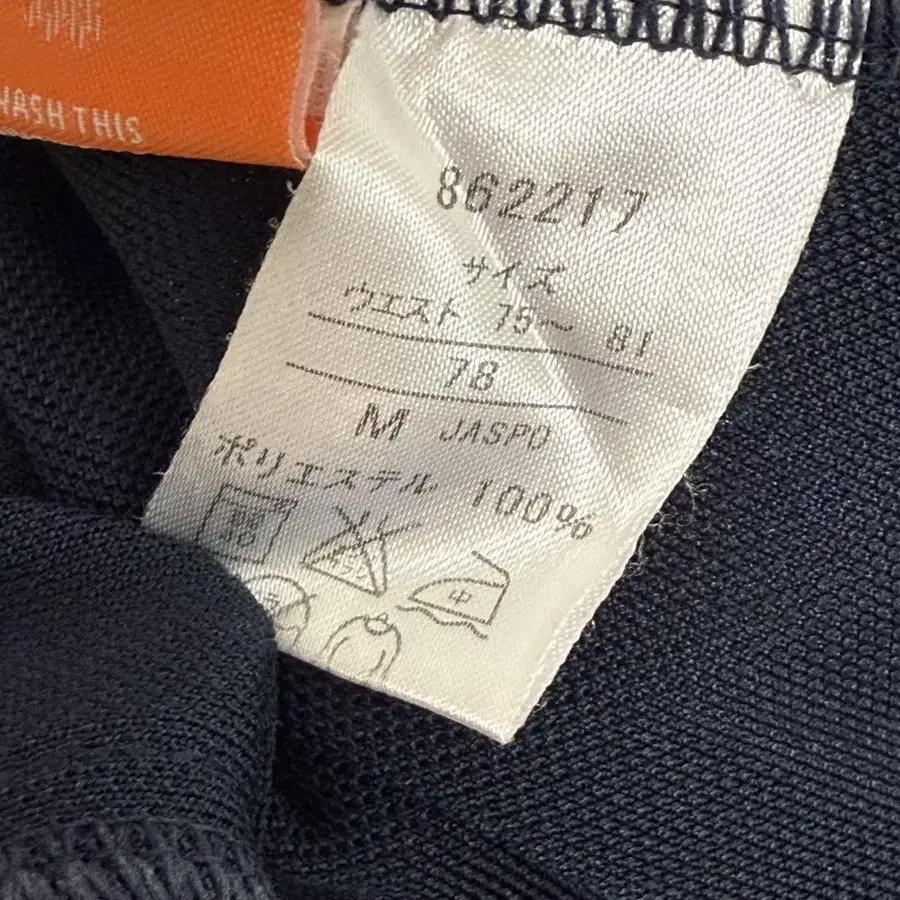 WASH THIS
862217
サイズ
ウエスト 75〜 81
78
M JASPO
ポリエステル 100%
中